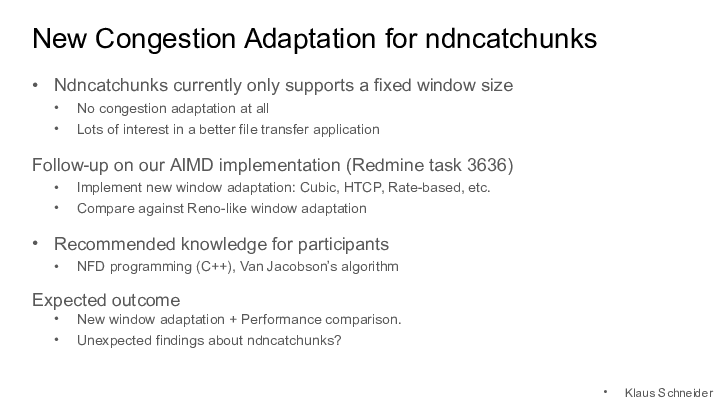 New Congestion Adaptation for ndncatchunks
• Ndncatchunks currently only supports a fixed window size
• No congestion adaptation at all
• Lots of interest in a better file transfer application
Follow-up on our AIMD implementation (Redmine task 3636)
• Implement new window adaptation: Cubic, HTCP, Rate-based, etc.
• Compare against Reno-like window adaptation
• Recommended knowledge for participants
• NFD programming (C++), Van Jacobson's algorithm
Expected outcome
• New window adaptation + Performance comparison.
• Unexpected findings about ndncatchunks?
• Klaus Schneider